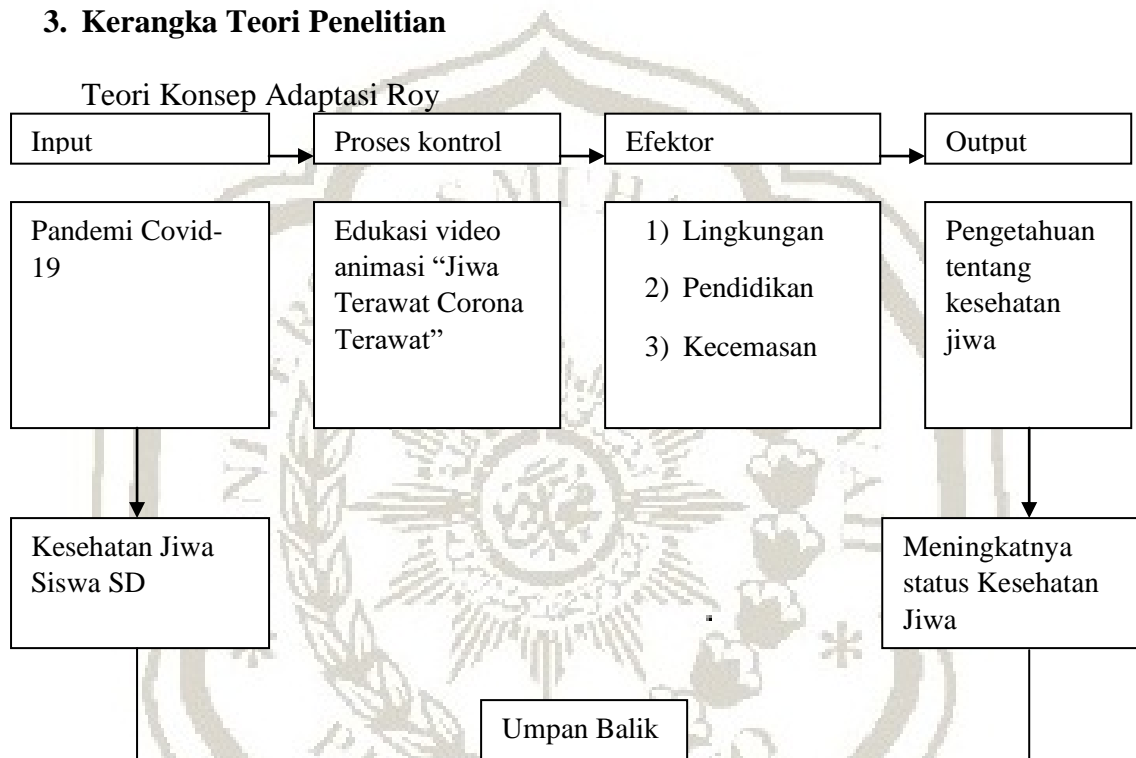 3. Kerangka Teori Penelitian
Teori Konsep Adaptasi Roy
Input
Proses kontrol
Efektor
Output
Pandemi Covid-
19
Edukasi video
animasi “Jiwa
Terawat Corona
Terawat”
1) Lingkungan
2) Pendidikan
3) Kecemasan
Pengetahuan
tentang
kesehatan
jiwa
Kesehatan Jiwa
Siswa SD
Meningkatnya
status Kesehatan
Jiwa
Umpan Balik